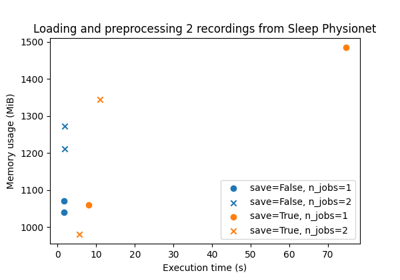 Loading and preprocessing 2 recordings from Sleep Physionet
1500
1400
1300
1200
1100
1000
Memory usage (MiB)
save=False, n_jobs=1
save=False, n_jobs=2
save=True, n_jobs=1
save=True, n_jobs=2
0 10 20 30 40 50 60 70
Execution time (s)